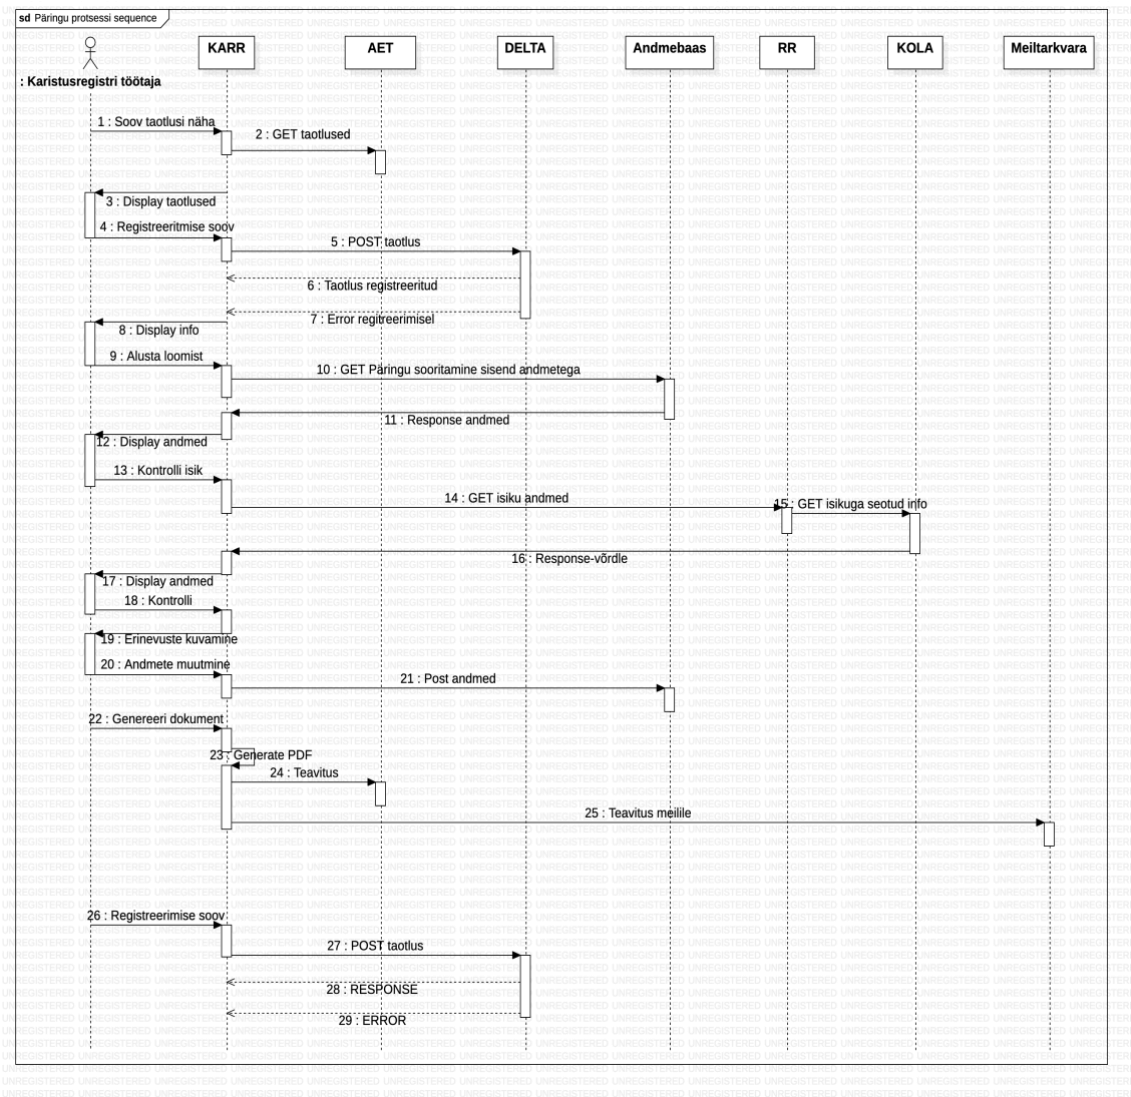 sd Päringu protsessi sequence
KARR
AET
DELTA
Andmebaas
RR
KOLA
Meiltarkvara
: Karistusregistri töötaja
1 : Soov taotlusi näha
2 : GET taotlused
3 : Display taotlused
4 : Registreeritmise soov
5 : POST taotlus
6 : Taotlus registreeritud
7 : Error regitreerimisel
8 : Display info
9 : Alusta loomist
10 : GET Päringu sooritamine sisend andmetega
11 : Response andmed
12 : Display andmed
13 : Kontrolli isik
14 : GET isiku andmed
15 : GET isikuga seotud info
16 : Response-võrdle
17 : Display andmed
18 : Kontrolli
19 : Erinevuste kuvamine
20 : Andmete muutmine
21 : Post andmed
22 : Genereeri dokument
23 : Generate PDF
24 : Teavitus
25 : Teavitus meilile
26 : Registreerimise soov
27 : POST taotlus
28 : RESPONSE
29 : ERROR